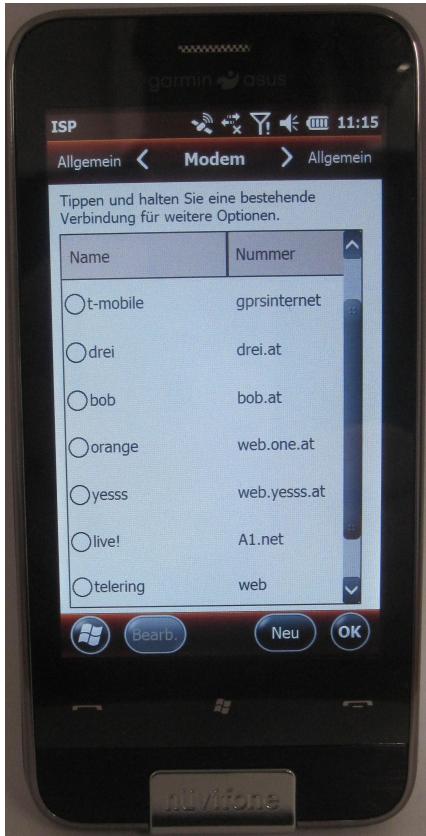 garmin asus
ISP 11:15
Allgemein < Modem > Allgemein
Tippen und halten Sie eine bestehende
Verbindung für weitere Optionen.
Name Nummer
t-mobile gprsinternet
drei drei.at
bob bob.at
orange web.one.at
yesss web.yesss.at
live! A1.net
telering web
Bearb. Neu OK
nüvifone